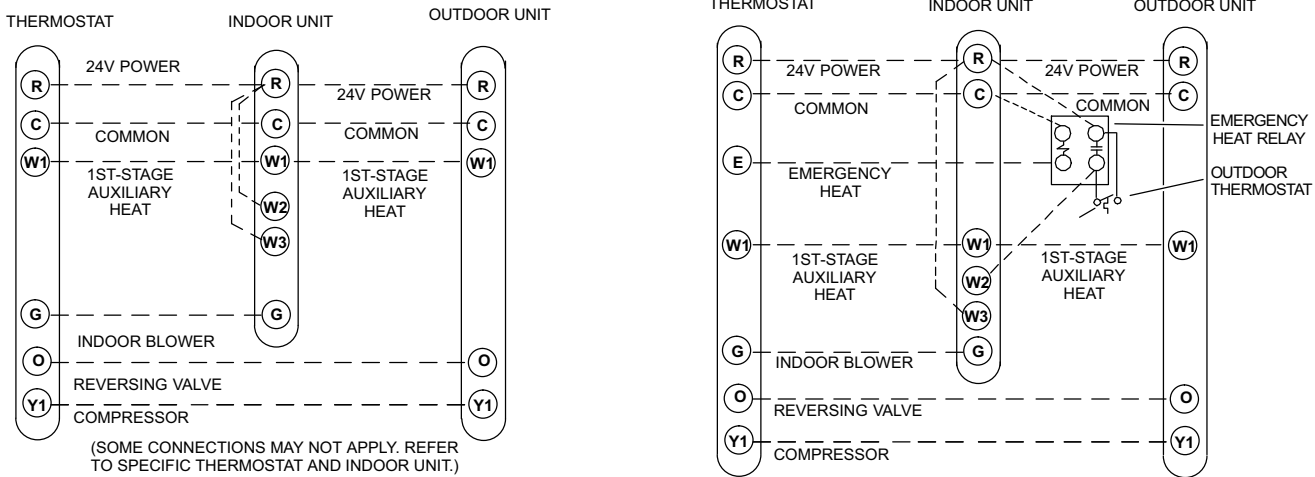 THERMOSTAT
INDOOR UNIT
OUTDOOR UNIT
R
24V POWER
R
24V POWER
R
C
COMMON
C
COMMON
C
W1
1ST-STAGE
AUXILIARY
HEAT
W1
1ST-STAGE
AUXILIARY
HEAT
W1
W2
W3
G
INDOOR BLOWER
G
O
REVERSING VALVE
O
Y1
COMPRESSOR
Y1
(SOME CONNECTIONS MAY NOT APPLY. REFER
TO SPECIFIC THERMOSTAT AND INDOOR UNIT.)
THERMOSTAT
INDOOR UNIT
OUTDOOR UNIT
R
24V POWER
R
24V POWER
R
C
COMMON
C
COMMON
C
EMERGENCY
HEAT RELAY
E
EMERGENCY
HEAT
OUTDOOR
THERMOSTAT
W1
1ST-STAGE
AUXILIARY
HEAT
W1
1ST-STAGE
AUXILIARY
HEAT
W1
W2
W3
G
INDOOR BLOWER
G
O
REVERSING VALVE
O
Y1
COMPRESSOR
Y1